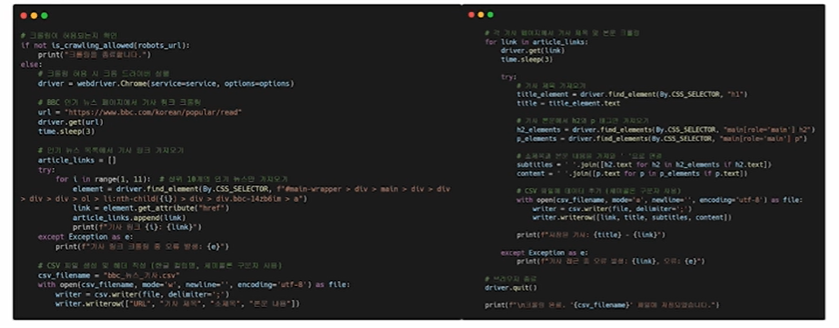 # 크롤링이 허용되는지 확인
if not is_crawling_allowed(robots_url):
print("크롤링을 종료합니다.")
else:
# 크롤링 허용 시 크롬 드라이버 실행
driver = webdriver.Chrome(service=service, options=options)
# BBC 인기 뉴스 페이지에서 기사 링크 크롤링
url = "https://www.bbc.com/korean/popular/read"
driver.get(url)
time.sleep(3)
# 인기 뉴스 목록에서 기사 링크 가져오기
article_links = []
try:
for i in range(1, 11): # 상위 10개의 인기 뉴스만 가져오기
element = driver.find_element(By.CSS_SELECTOR, f"#main-wrapper > div > main > div > div
> div > div > ol > li:nth-child({i}) > div > div.bbc-14zb6im > a")
link = element.get_attribute("href")
article_links.append(link)
print(f"기사 링크 {i}: {link}")
except Exception as e:
print(f"기사 링크 크롤링 중 오류 발생: {e}")
# CSV 파일 생성 및 헤더 작성 (한글 컬럼명, 세미콜론 구분자 사용)
csv_filename = "bbc_뉴스_기사.csv"
with open(csv_filename, mode='w', newline='', encoding='utf-8') as file:
writer = csv.writer(file, delimiter=';')
writer.writerow(["URL", "기사 제목", "소제목", "본문 내용"])
# 각 기사 페이지에서 기사 제목 및 본문 크롤링
for link in article_links:
driver.get(link)
time.sleep(3)
try:
# 기사 제목 가져오기
title_element = driver.find_element(By.CSS_SELECTOR, "h1")
title = title_element.text
# 기사 본문에서 h2와 p 태그만 가져오기
h2_elements = driver.find_elements(By.CSS_SELECTOR, "main[role='main'] h2")
p_elements = driver.find_elements(By.CSS_SELECTOR, "main[role='main'] p")
# 소제목과 본문 내용을 가져와 ' '으로 연결
subtitles = ' '.join([h2.text for h2 in h2_elements if h2.text])
content = ' '.join([p.text for p in p_elements if p.text])
# CSV 파일에 데이터 추가 (세미콜론 구분자 사용)
with open(csv_filename, mode='a', newline='', encoding='utf-8') as file:
writer = csv.writer(file, delimiter=';')
writer.writerow([link, title, subtitles, content])
print(f"저장된 기사: {title} - {link}")
except Exception as e:
print(f"기사 접근 중 오류 발생: {link}, 오류: {e}")
# 브라우저 종료
driver.quit()
print(f"\n크롤링 완료. '{csv_filename}' 파일에 저장되었습니다.")